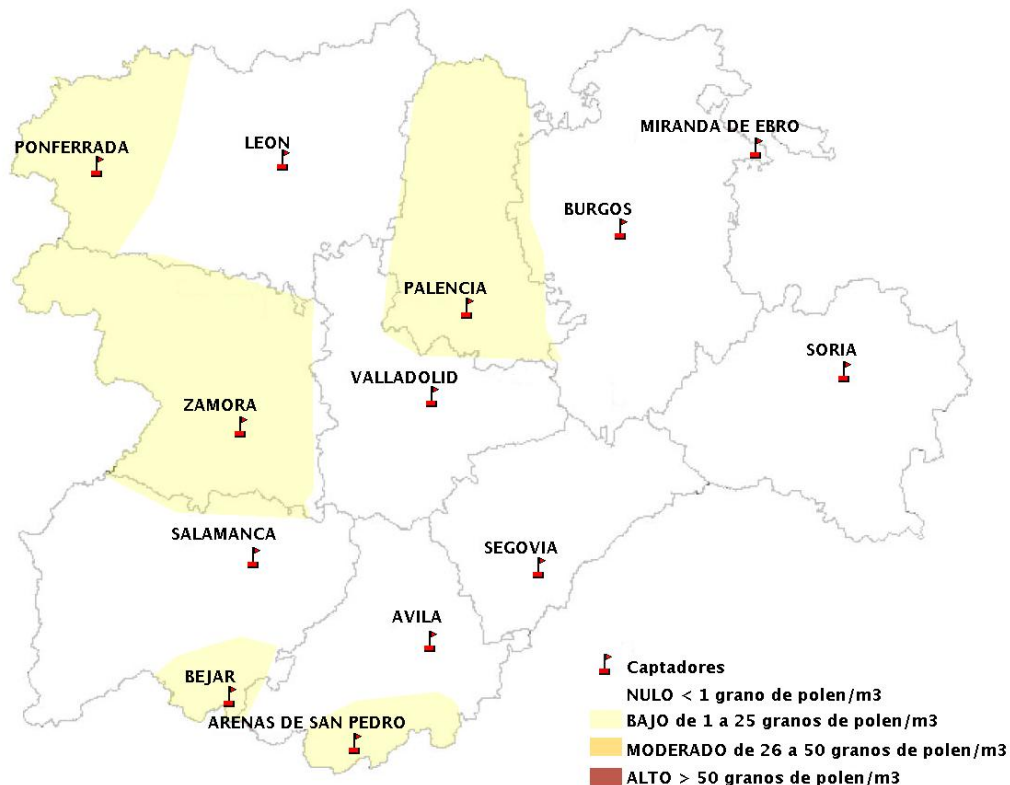 MIRANDA DE EBRO
PONFERRADA
LEON
BURGOS
PALENCIA
SORIA
VALLADOLID
ZAMORA
SALAMANCA
SEGOVIA
AVILA
BEJAR
ARENAS DE SAN PEDRO
Captadores
NULO < 1 grano de polen/m3
BAJO de 1 a 25 granos de polen/m3
MODERADO de 26 a 50 granos de polen/m3
ALTO > 50 granos de polen/m3